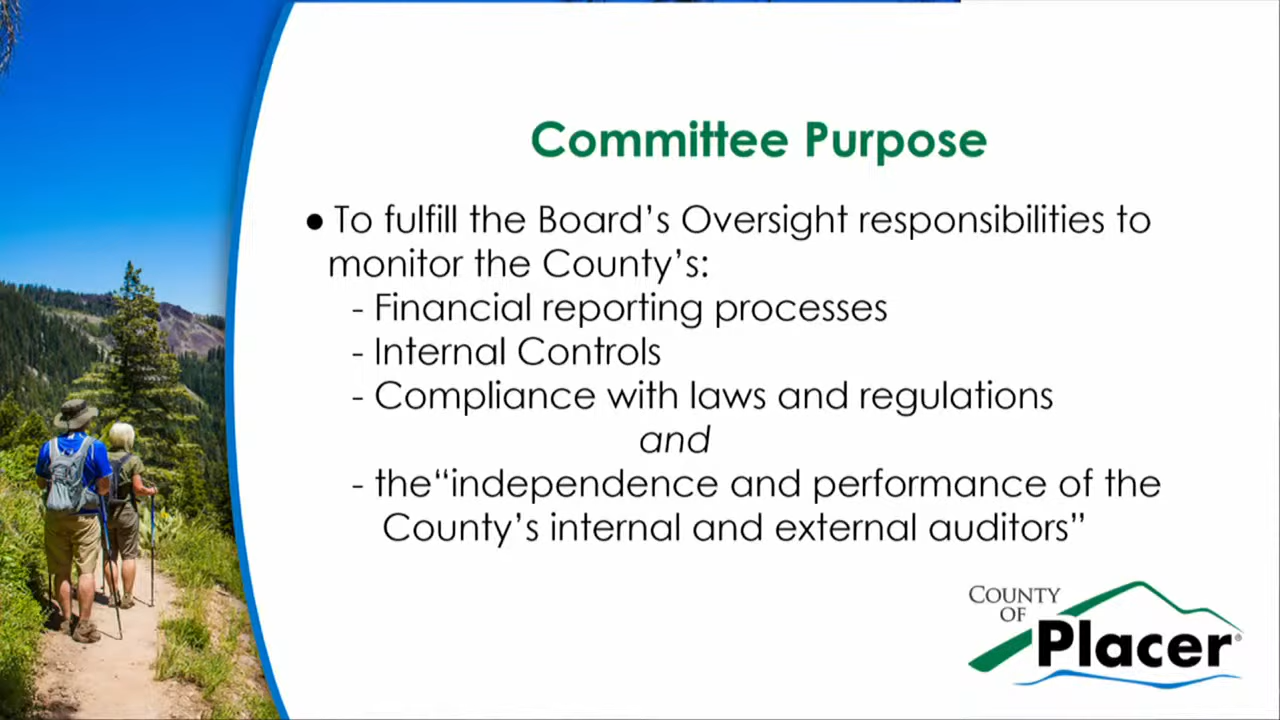 Committee Purpose
● To fulfill the Board’s Oversight responsibilities to
monitor the County’s:
- Financial reporting processes
- Internal Controls
- Compliance with laws and regulations
and
- the“independence and performance of the
County’s internal and external auditors”
COUNTY
OF
Placer®